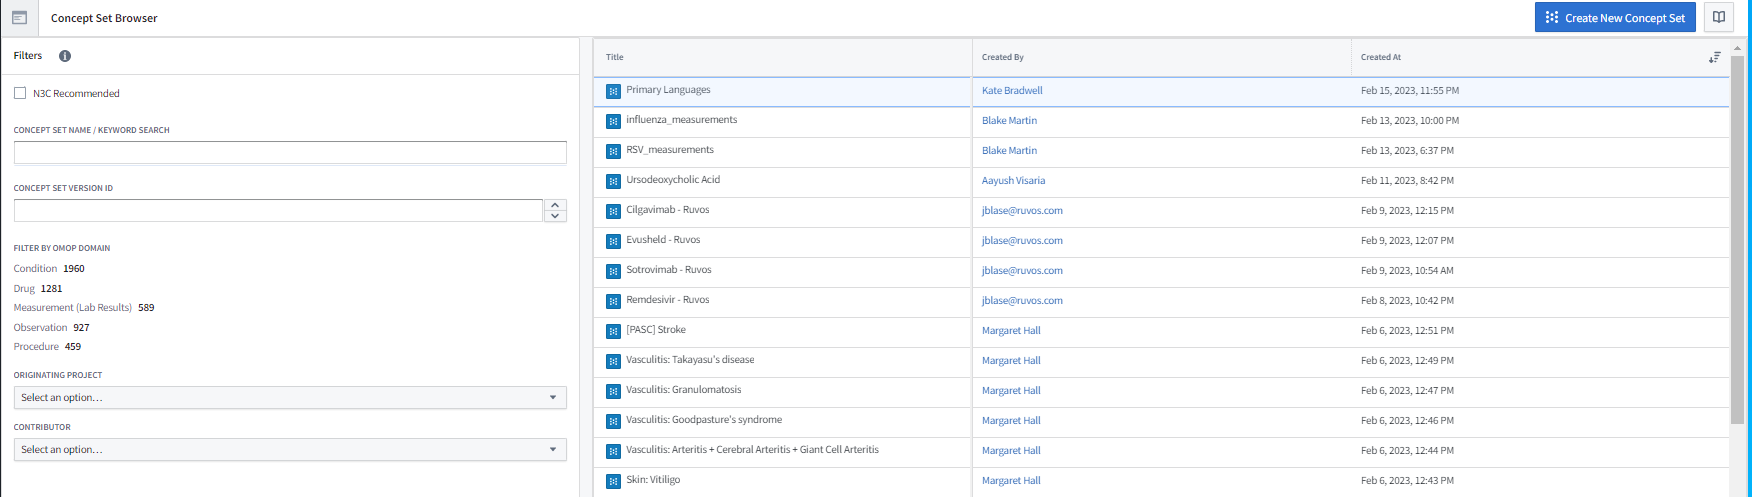 Concept Set Browser
Create New Concept Set
Filters
N3C Recommended
CONCEPT SET NAME / KEYWORD SEARCH
CONCEPT SET VERSION ID
FILTER BY OMOP DOMAIN
Condition 1960
Drug 1281
Measurement (Lab Results) 589
Observation 927
Procedure 459
ORIGINATING PROJECT
Select an option...
CONTRIBUTOR
Select an option...
Title Created By Created At
Primary Languages Kate Bradwell Feb 15, 2023, 11:55 PM
influenza_measurements Blake Martin Feb 13, 2023, 10:00 PM
RSV_measurements Blake Martin Feb 13, 2023, 6:37 PM
Ursodeoxycholic Acid Aayush Visaria Feb 11, 2023, 8:42 PM
Cilgavimab - Ruvos jblase@ruvos.com Feb 9, 2023, 12:15 PM
Evusheld - Ruvos jblase@ruvos.com Feb 9, 2023, 12:07 PM
Sotrovimab - Ruvos jblase@ruvos.com Feb 9, 2023, 10:54 AM
Remdesivir - Ruvos jblase@ruvos.com Feb 8, 2023, 10:42 PM
[PASC] Stroke Margaret Hall Feb 6, 2023, 12:51 PM
Vasculitis: Takayasu's disease Margaret Hall Feb 6, 2023, 12:49 PM
Vasculitis: Granulomatosis Margaret Hall Feb 6, 2023, 12:47 PM
Vasculitis: Goodpasture's syndrome Margaret Hall Feb 6, 2023, 12:46 PM
Vasculitis: Arteritis + Cerebral Arteritis + Giant Cell Arteritis Margaret Hall Feb 6, 2023, 12:44 PM
Skin: Vitiligo Margaret Hall Feb 6, 2023, 12:43 PM